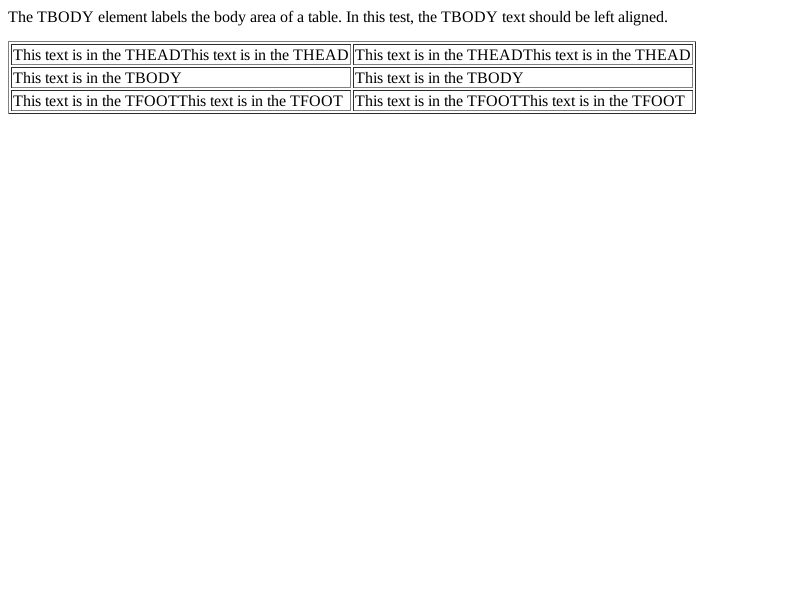 The TBODY element labels the body area of a table. In this test, the TBODY text should be left aligned.
This text is in the THEADThis text is in the THEAD This text is in the THEADThis text is in the THEAD
This text is in the TBODY This text is in the TBODY
This text is in the TFOOTThis text is in the TFOOT This text is in the TFOOTThis text is in the TFOOT